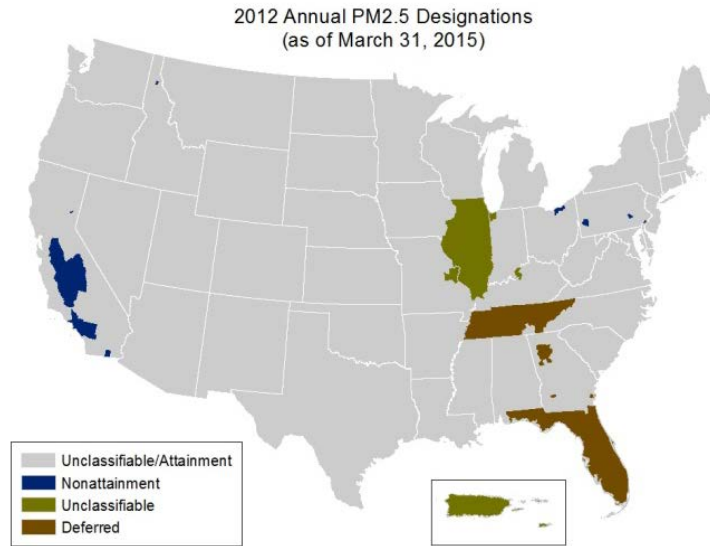 2012 Annual PM2.5 Designations
(as of March 31, 2015)
Unclassifiable/Attainment
Nonattainment
Unclassifiable
Deferred